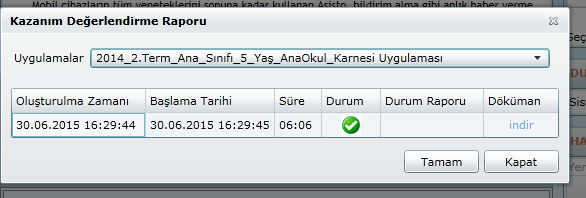 Mobil cihazların tüm yeneteklerini sonuna kadar kullanan Asisto, bildirim alma gibi anlık haber verme
Kazanım Değerlendirme Raporu
Uygulamalar 2014_2.Term_Ana_Sınıfı_5_Yaş_AnaOkul_Karnesi Uygulaması
Oluşturulma Zamanı Başlama Tarihi Süre Durum Durum Raporu Döküman
30.06.2015 16:29:44 30.06.2015 16:29:45 06:06 indir
Tamam Kapat